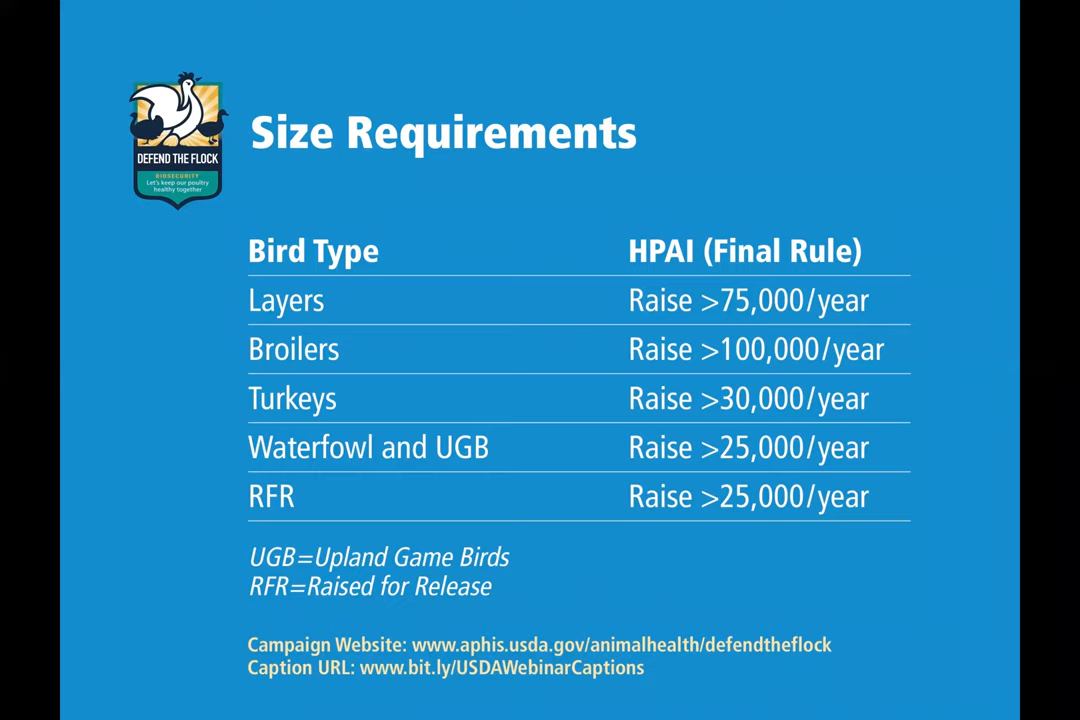 DEFEND THE FLOCK
BIOSECURITY
Let's keep our poultry
healthy together
Size Requirements
Bird Type HPAI (Final Rule)
Layers Raise >75,000/year
Broilers Raise >100,000/year
Turkeys Raise >30,000/year
Waterfowl and UGB Raise >25,000/year
RFR Raise >25,000/year
UGB=Upland Game Birds
RFR=Raised for Release
Campaign Website: www.aphis.usda.gov/animalhealth/defendtheflock
Caption URL: www.bit.ly/USDAWebinarCaptions